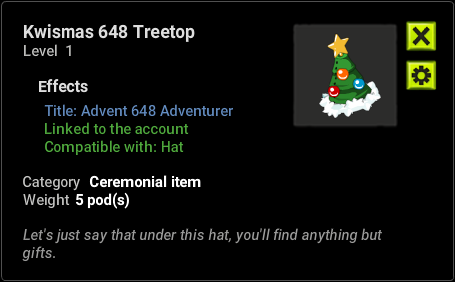 Kwismas 648 Treetop
Level 1
Effects
Title: Advent 648 Adventurer
Linked to the account
Compatible with: Hat
Category Ceremonial item
Weight 5 pod(s)
Let's just say that under this hat, you'll find anything but
gifts.